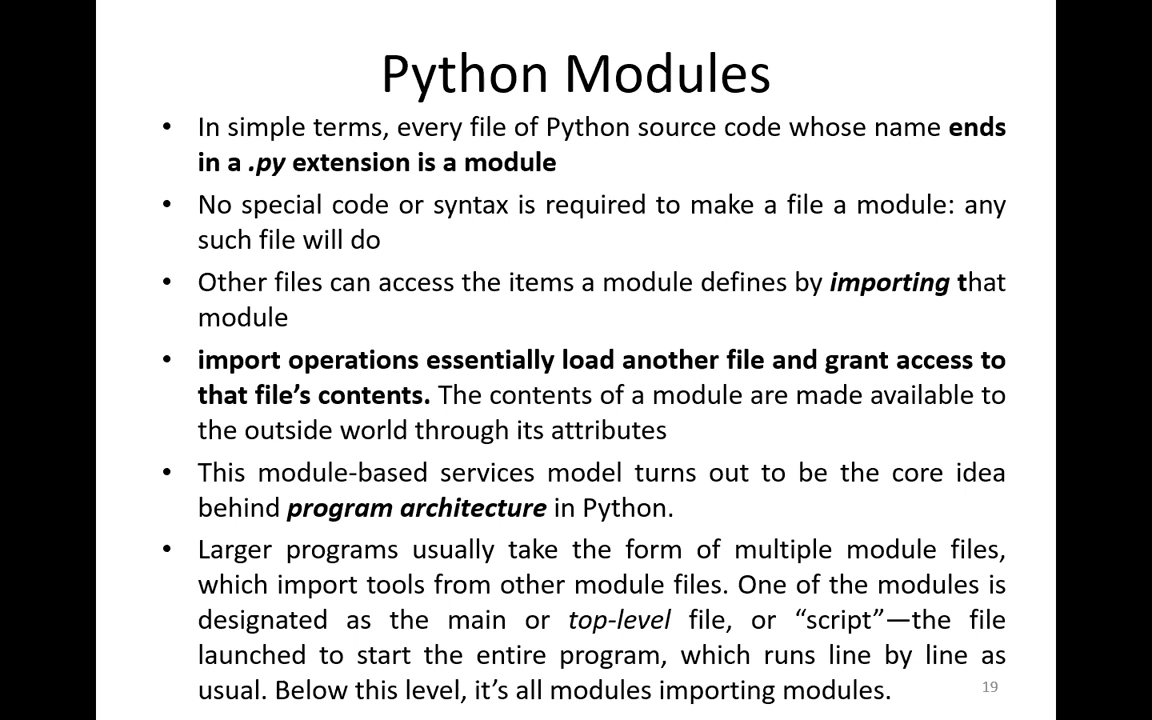 Python Modules
• In simple terms, every file of Python source code whose name ends
in a .py extension is a module
• No special code or syntax is required to make a file a module: any
such file will do
• Other files can access the items a module defines by importing that
module
• import operations essentially load another file and grant access to
that file’s contents. The contents of a module are made available to
the outside world through its attributes
• This module-based services model turns out to be the core idea
behind program architecture in Python.
• Larger programs usually take the form of multiple module files,
which import tools from other module files. One of the modules is
designated as the main or top-level file, or “script”—the file
launched to start the entire program, which runs line by line as
usual. Below this level, it’s all modules importing modules.
19